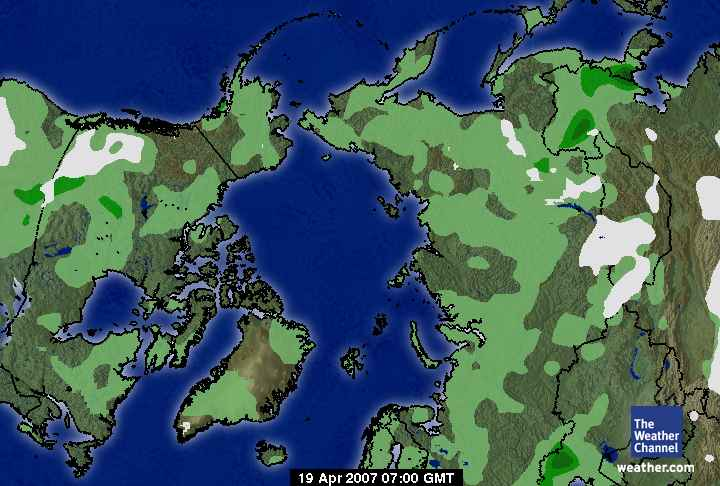 The
Weather
Channel
weather.com
19 Apr 2007 07:00 GMT